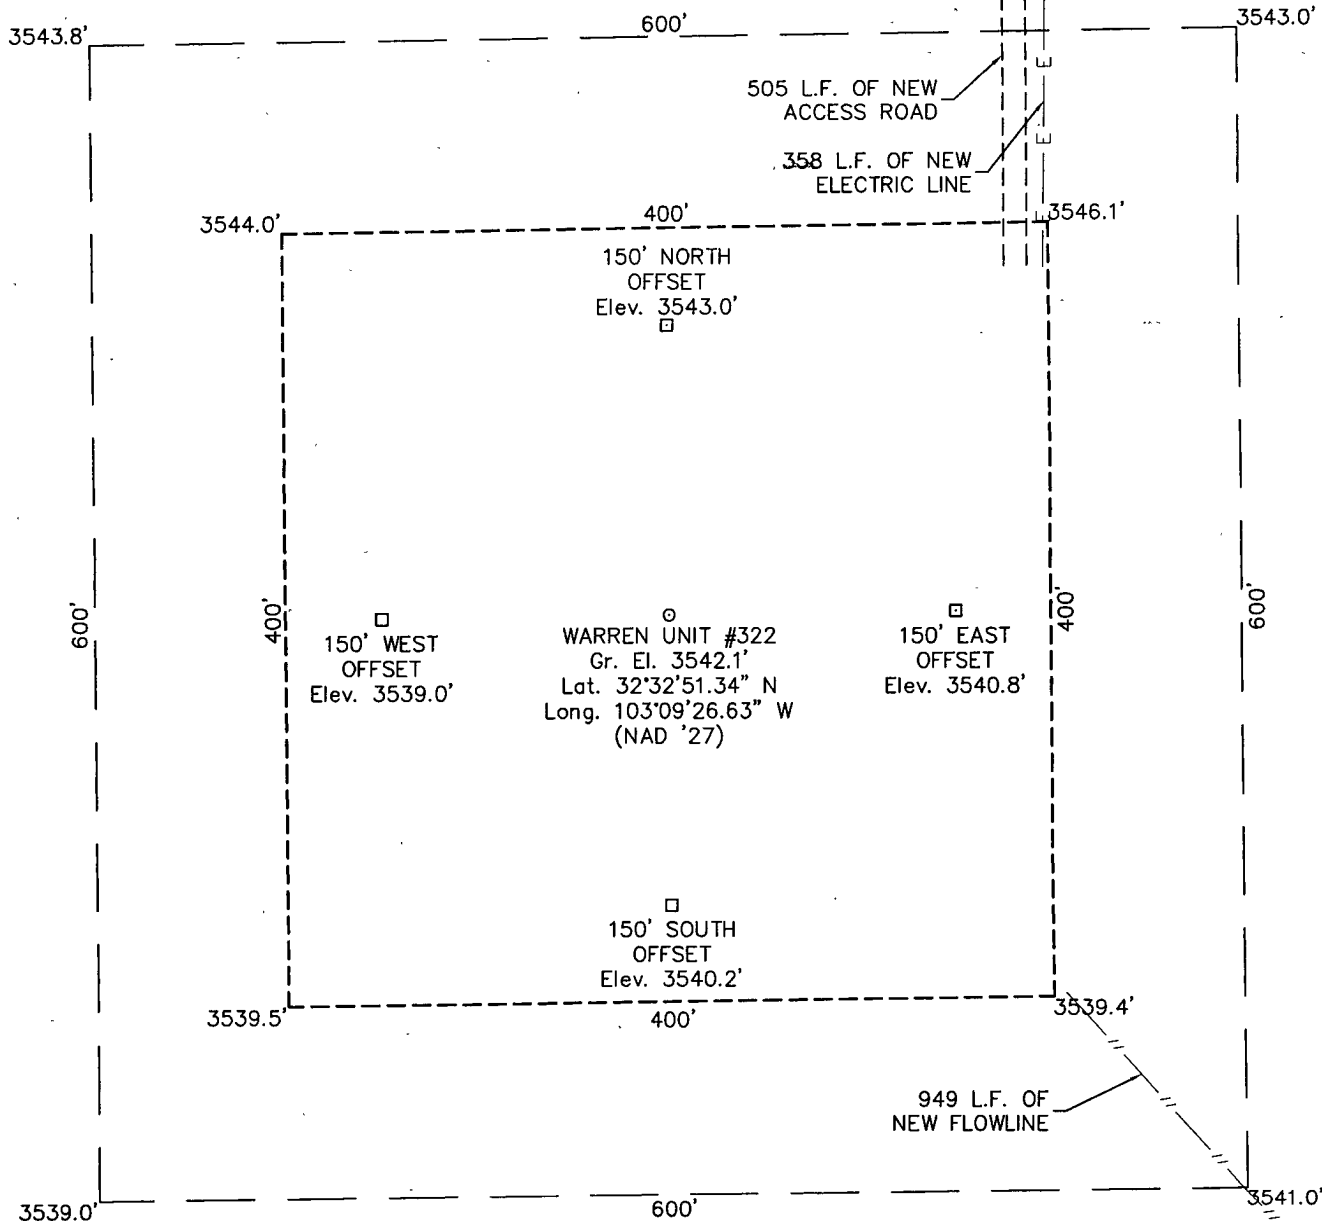 3543.8'
600'
3543.0'
505 L.F. OF NEW
ACCESS ROAD
358 L.F. OF NEW
ELECTRIC LINE
3544.0'
400'
3546.1'
150' NORTH
OFFSET
Elev. 3543.0'
600'
400'
150' WEST
OFFSET
Elev. 3539.0'
WARREN UNIT #322
Gr. El. 3542.1'
Lat. 32°32'51.34" N
Long. 103°09'26.63" W
(NAD '27)
150' EAST
OFFSET
Elev. 3540.8'
400'
600'
150' SOUTH
OFFSET
Elev. 3540.2'
3539.5'
400'
3539.4'
949 L.F. OF
NEW FLOWLINE
3539.0'
600'
3541.0'